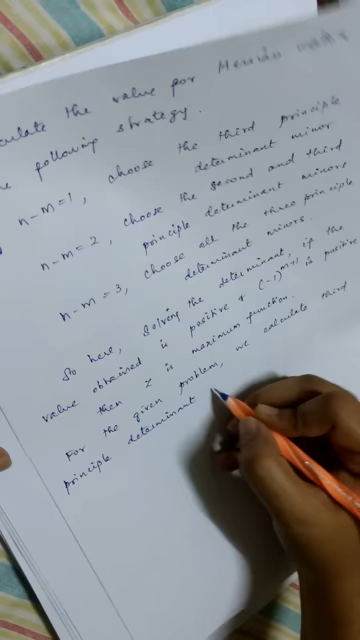 culate the value for Hessian matrix
following strategy.
n-m=1, choose the third principle
determinant minor
n-m=2, choose the second and third
principle determinant minors
n-m=3, choose all the three principle
determinant minors.
So here, solving the determinant, if the
value obtained is positive & (-1)^{m+1} is positive
then Z is maximum function.
For the given problem, we calculate third
principle determinant